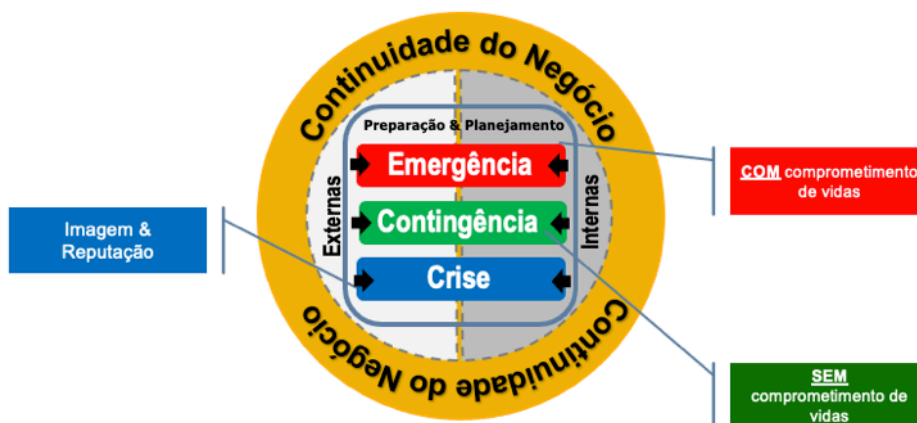 Continuidade do Negócio
Preparação & Planejamento
Emergência
COM comprometimento
de vidas
Externas
Contingência
Internas
Imagem &
Reputação
Crise
Continuidade do Negócio
SEM
comprometimento de
vidas